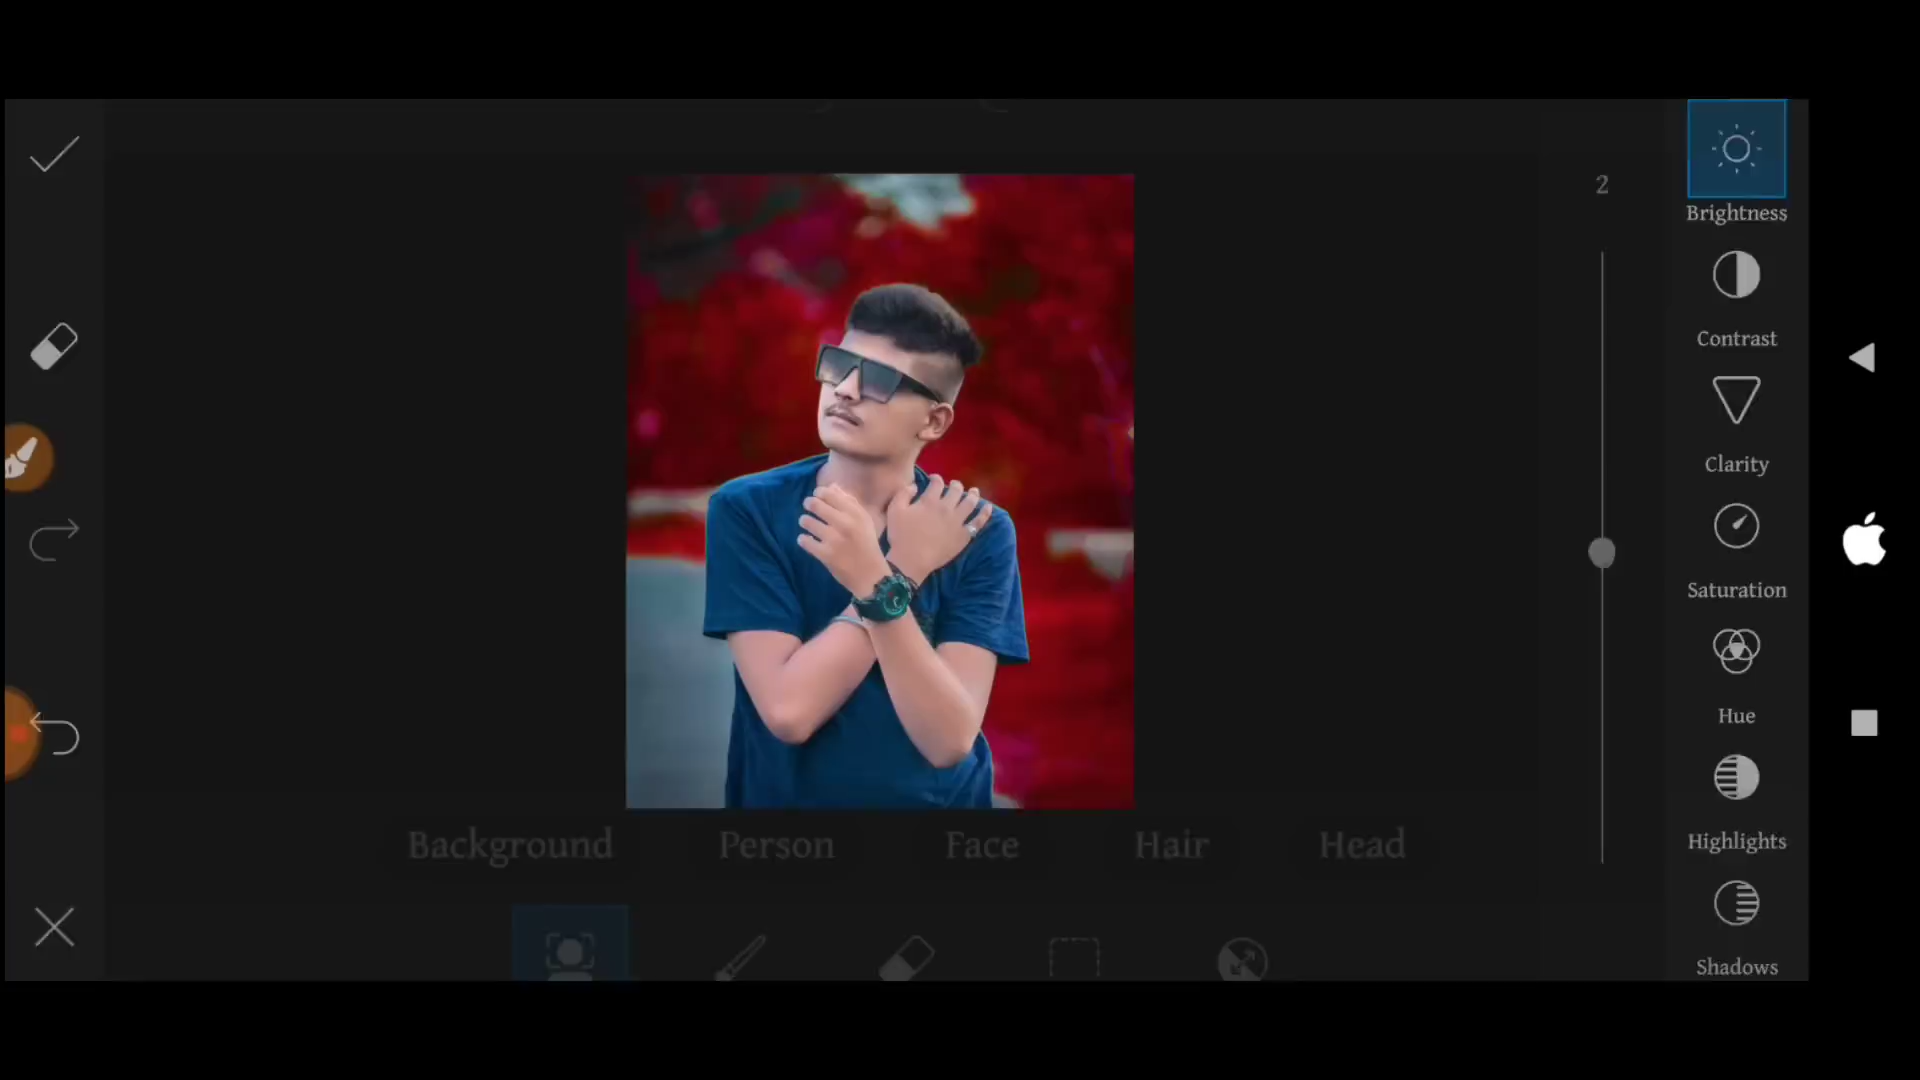 2
Brightness
Contrast
Clarity
Saturation
Hue
Highlights
Shadows
Background Person Face Hair Head